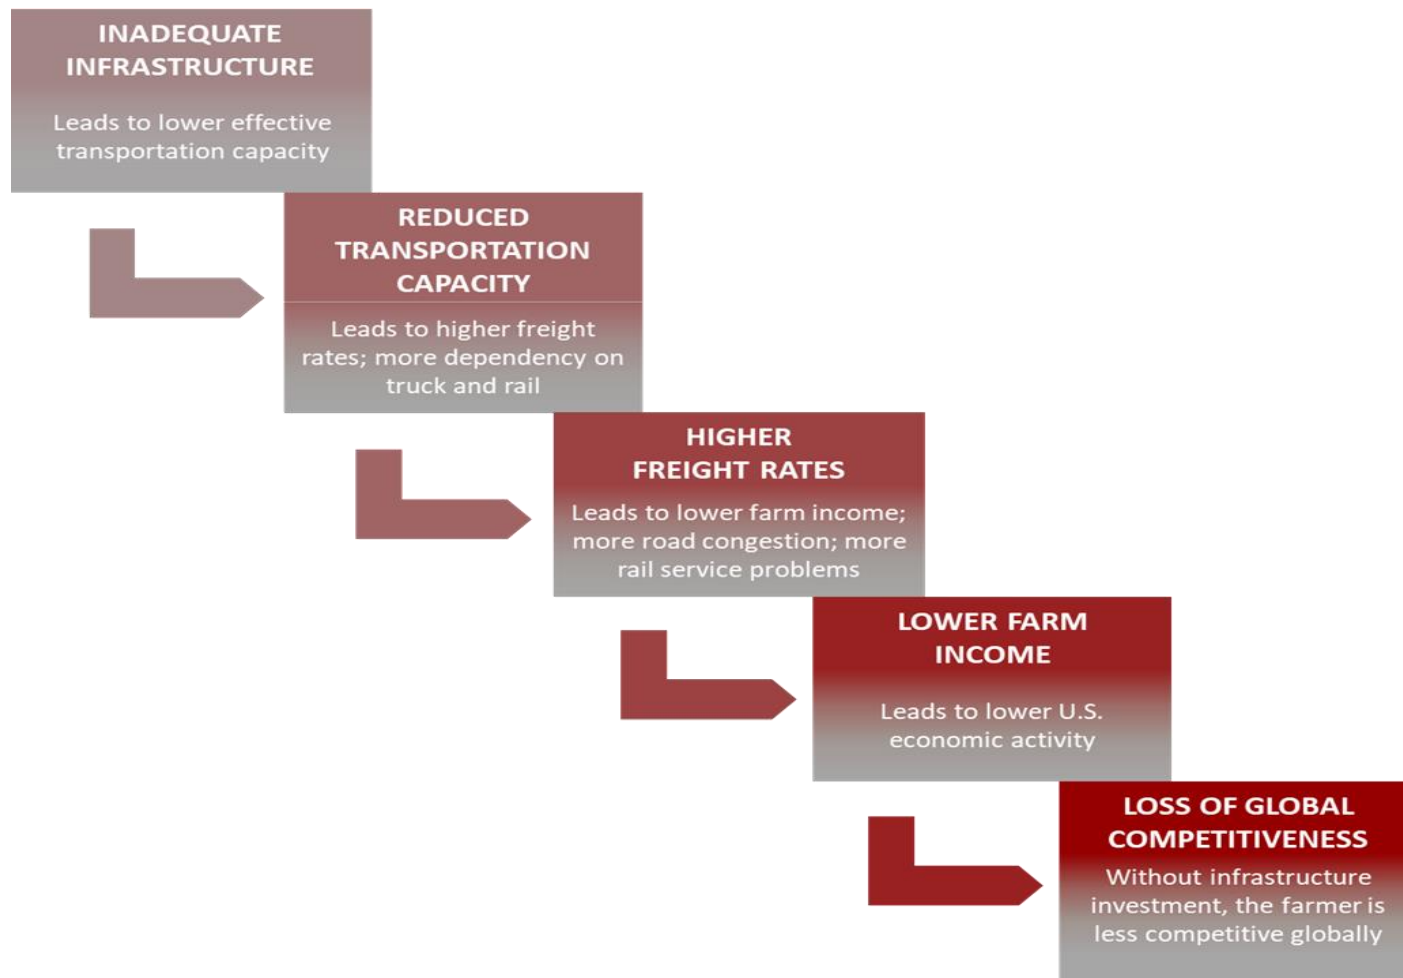 INADEQUATE
INFRASTRUCTURE
Leads to lower effective
transportation capacity
REDUCED
TRANSPORTATION
CAPACITY
Leads to higher freight
rates; more dependency on
truck and rail
HIGHER
FREIGHT RATES
Leads to lower farm income;
more road congestion; more
rail service problems
LOWER FARM
INCOME
Leads to lower U.S.
economic activity
LOSS OF GLOBAL
COMPETITIVENESS
Without infrastructure
investment, the farmer is
less competitive globally